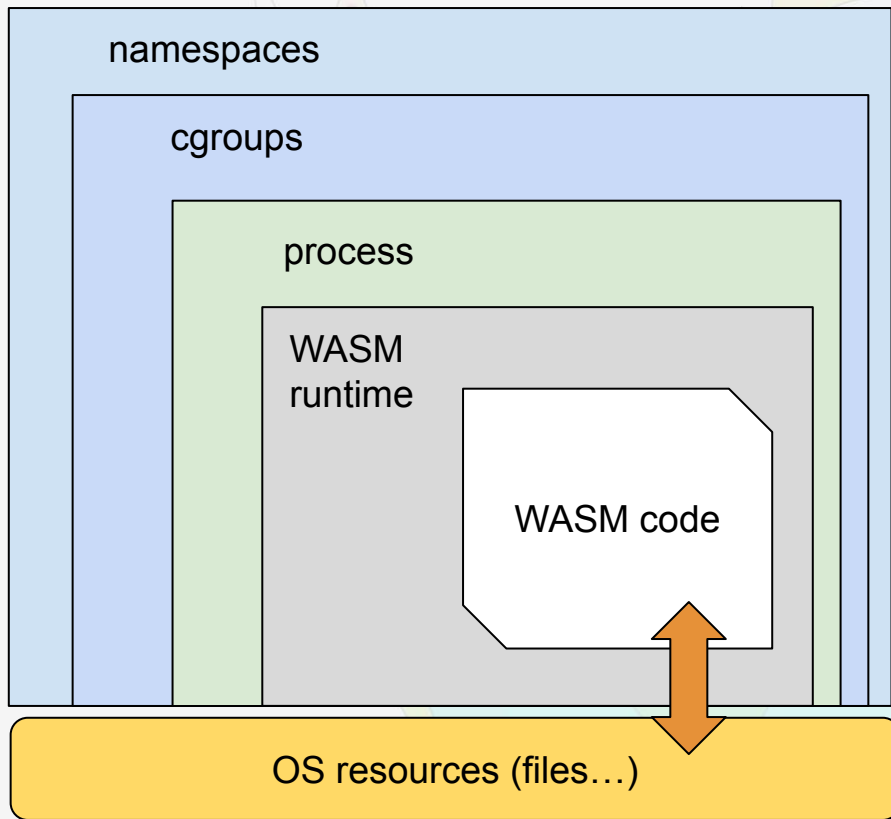 namespaces
cgroups
process
WASM
runtime
WASM code
OS resources (files…)